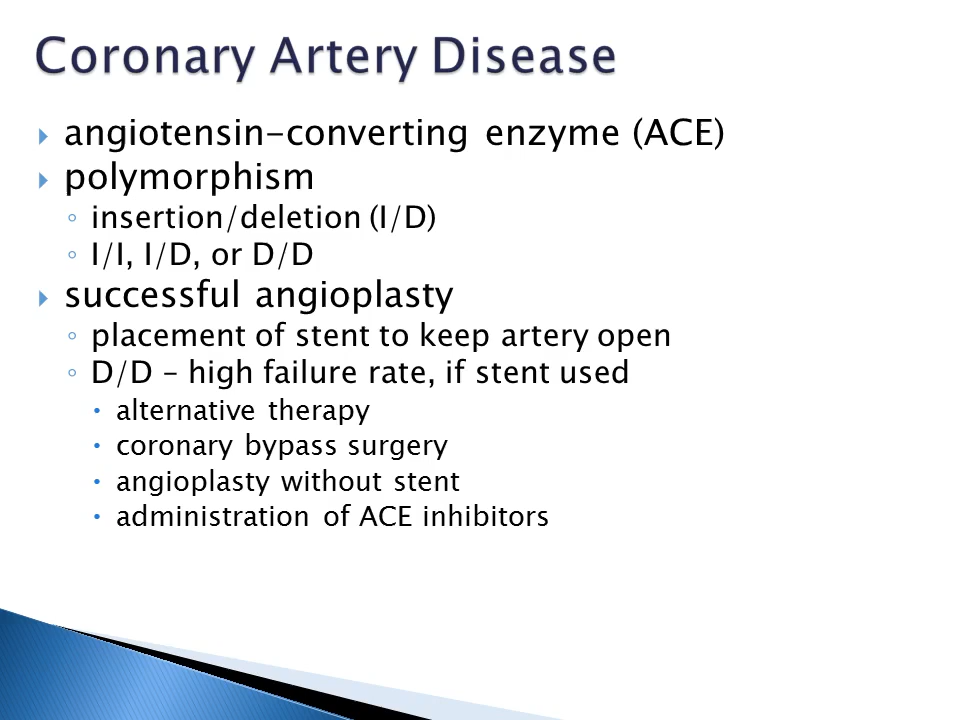 Coronary Artery Disease
angiotensin-converting enzyme (ACE)
polymorphism
insertion/deletion (I/D)
I/I, I/D, or D/D
successful angioplasty
placement of stent to keep artery open
D/D – high failure rate, if stent used
alternative therapy
coronary bypass surgery
angioplasty without stent
administration of ACE inhibitors